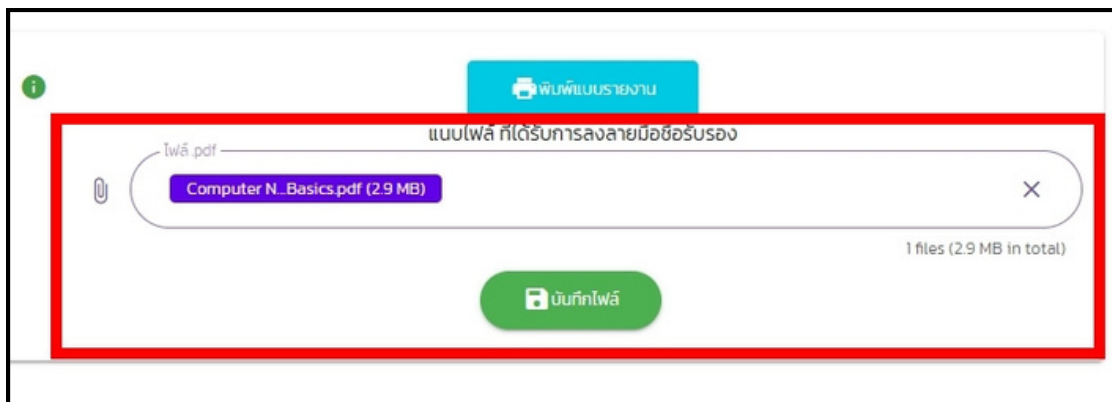 พิมพ์แบบรายงาน
แนบไฟล์ ที่ได้รับการลงลายมือชื่อรับรอง
ไฟล์ .pdf
Computer N...Basics.pdf (2.9 MB)
1 files (2.9 MB in total)
บันทึกไฟล์